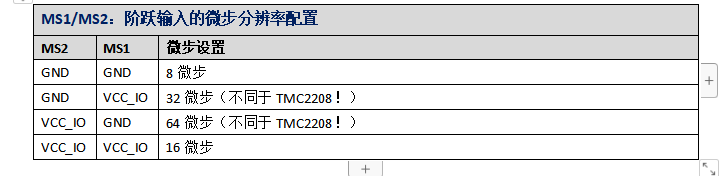 MS1/MS2：阶跃输入的微步分辨率配置
MS2 MS1 微步设置
GND GND 8 微步
GND VCC_IO 32 微步（不同于 TMC2208！）
VCC_IO GND 64 微步（不同于 TMC2208！）
VCC_IO VCC_IO 16 微步